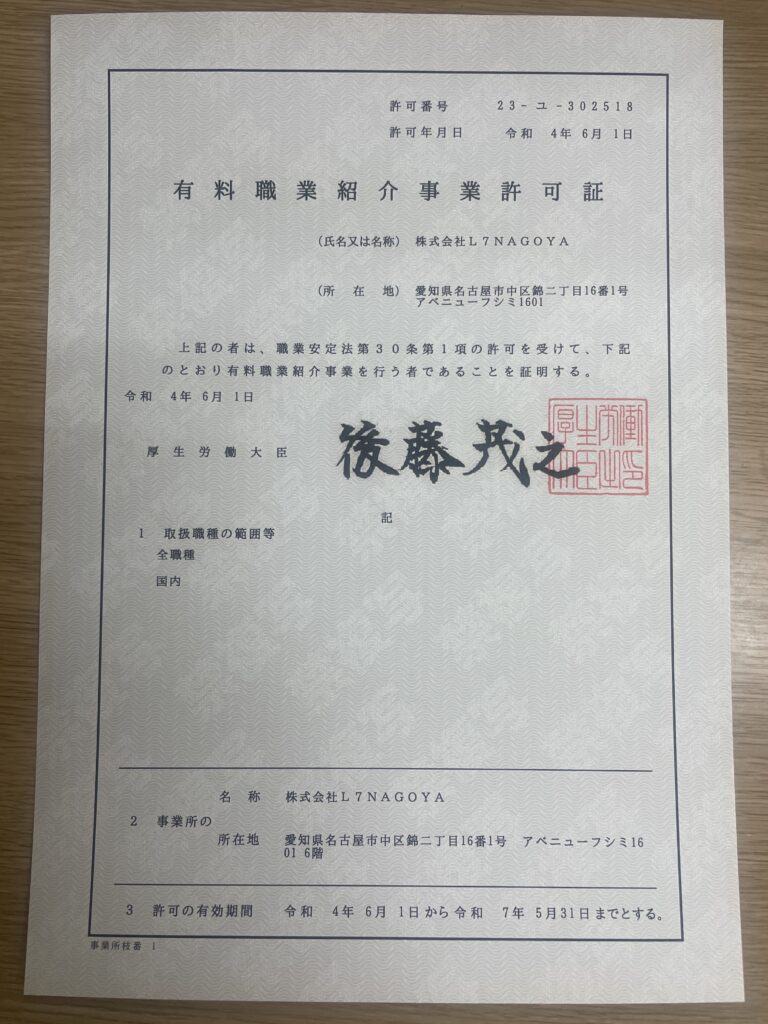 許可番号 23-ユ-302518
許可年月日 令和 4年 6月 1日
有料職業紹介事業許可証
(氏名又は名称) 株式会社L7NAGOYA
(所在地) 愛知県名古屋市中区錦二丁目16番1号
アベニューフシミ1601
上記の者は、職業安定法第30条第1項の許可を受けて、下記
のとおり有料職業紹介事業を行う者であることを証明する。
令和 4年 6月 1日
厚生労働大臣 後藤茂之
厚生労働大臣之印
記
1 取扱職種の範囲等
全職種
国内
名称 株式会社L7NAGOYA
2 事業所の
所在地 愛知県名古屋市中区錦二丁目16番1号 アベニューフシミ16
01 6階
3 許可の有効期間 令和 4年 6月 1日から令和 7年 5月31日までとする。
事業所枝番 1